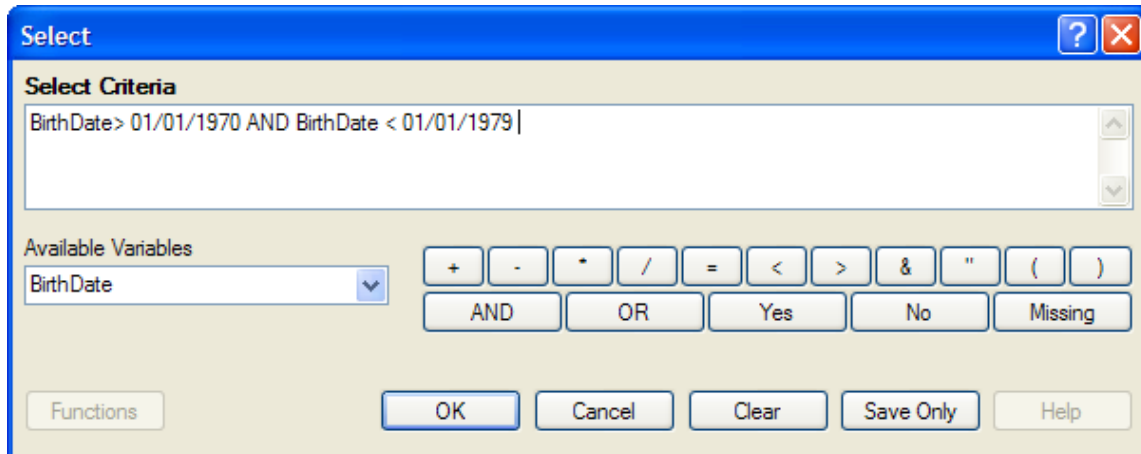 Select
Select Criteria
BirthDate> 01/01/1970 AND BirthDate < 01/01/1979
Available Variables
BirthDate
+ - * / = < > & " ( )
AND OR Yes No Missing
Functions OK Cancel Clear Save Only Help